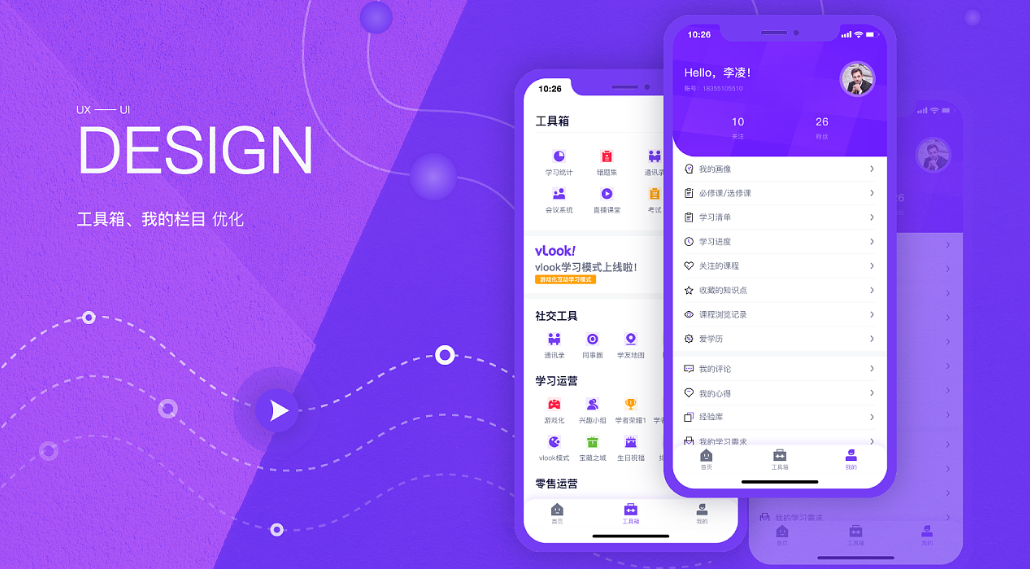 UX —— UI
DESIGN
工具箱、我的栏目 优化
10:26
工具箱
学习统计 错题集 通讯录
会议系统 直播课堂 考试
vLook!
vlook学习模式上线啦！
游戏化互动学习模式
社交工具
通讯录 同事圈 学友地图
学习运营
游戏化 兴趣小组 学者荣耀1
vlook模式 宝藏之城 生日祝福
零售运营
首页 工具箱 我的
10:26
Hello，李凌！
账号：18355109510
10 26
关注 粉丝
我的画像
必修课/选修课
学习清单
学习进度
关注的课程
收藏的知识点
课程浏览记录
爱学历
我的评论
我的心得
经验库
我的学习需求
首页 工具箱 我的
26
我的学习需求
首页 工具箱 我的